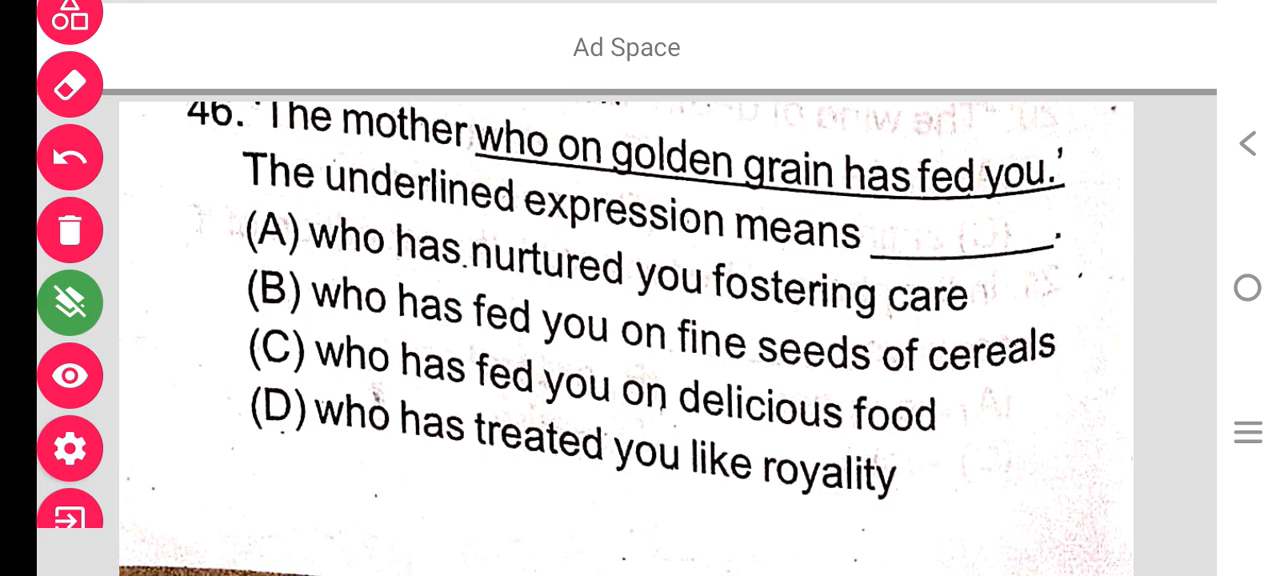 Ad Space
46. 'The mother who on golden grain has fed you.'
The underlined expression means ________.
(A) who has nurtured you fostering care
(B) who has fed you on fine seeds of cereals
(C) who has fed you on delicious food
(D) who has treated you like royality